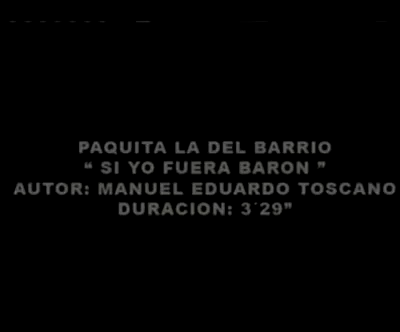 PAQUITA LA DEL BARRIO
“ SI YO FUERA BARON ”
AUTOR: MANUEL EDUARDO TOSCANO
DURACION: 3´29"